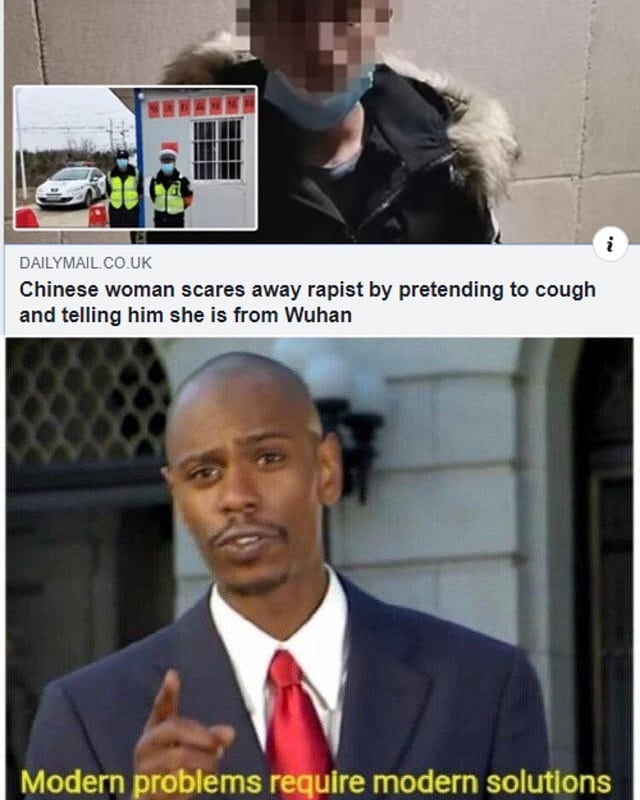 DAILYMAIL.CO.UK
Chinese woman scares away rapist by pretending to cough
and telling him she is from Wuhan
Modern problems require modern solutions